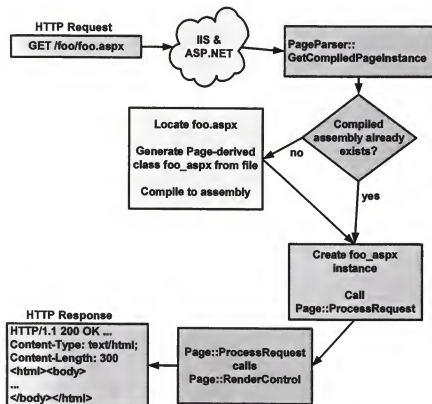 HTTP Request
GET /foo/foo.aspx
IIS &
ASP.NET
PageParser::
GetCompiledPageInstance
Compiled
assembly already
exists?
no
yes
Locate foo.aspx
Generate Page-derived
class foo_aspx from file
Compile to assembly
Create foo_aspx
instance
Call
Page::ProcessRequest
Page::ProcessRequest
calls
Page::RenderControl
HTTP Response
HTTP/1.1 200 OK ...
Content-Type: text/html;
Content-Length: 300
<html><body>
...
</body></html>